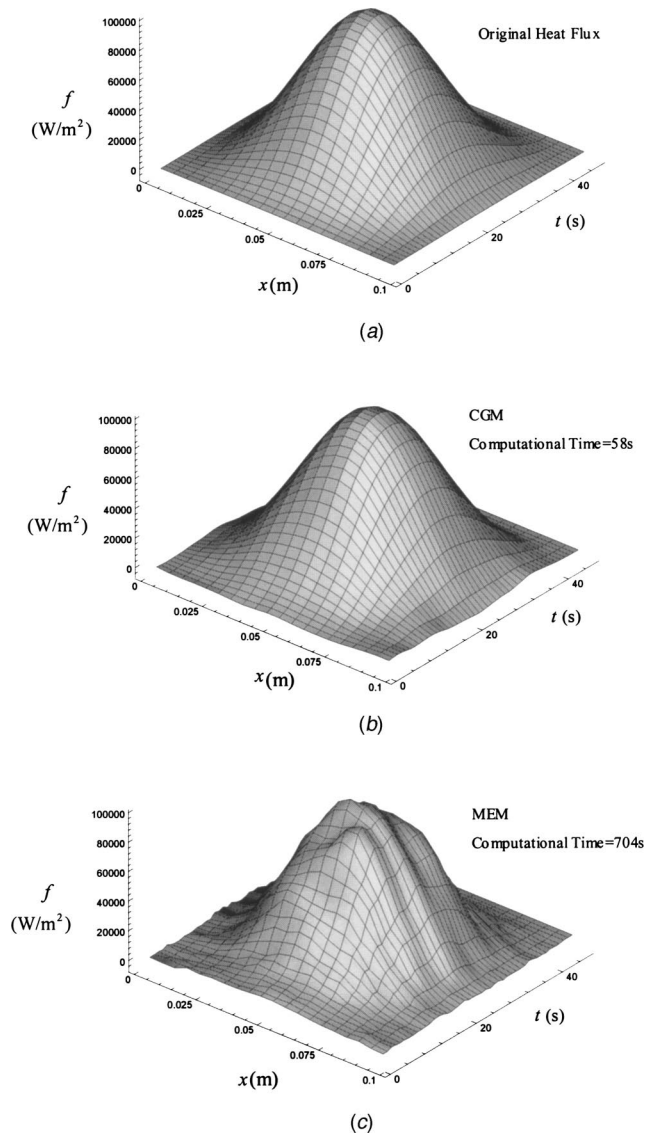 100000
Original Heat Flux
80000
f
60000
(W/m²)
40000
20000
0
0
0.025
0.05
0.075
0.1
x(m)
0
20
40
t (s)
(a)
100000
CGM
80000
Computational Time=58s
f
60000
(W/m²)
40000
20000
0
0
0.025
0.05
0.075
0.1
x(m)
0
20
40
t (s)
(b)
100000
MEM
80000
Computational Time=704s
f
60000
(W/m²)
40000
20000
0
0
0.025
0.05
0.075
0.1
x(m)
0
20
40
t (s)
(c)